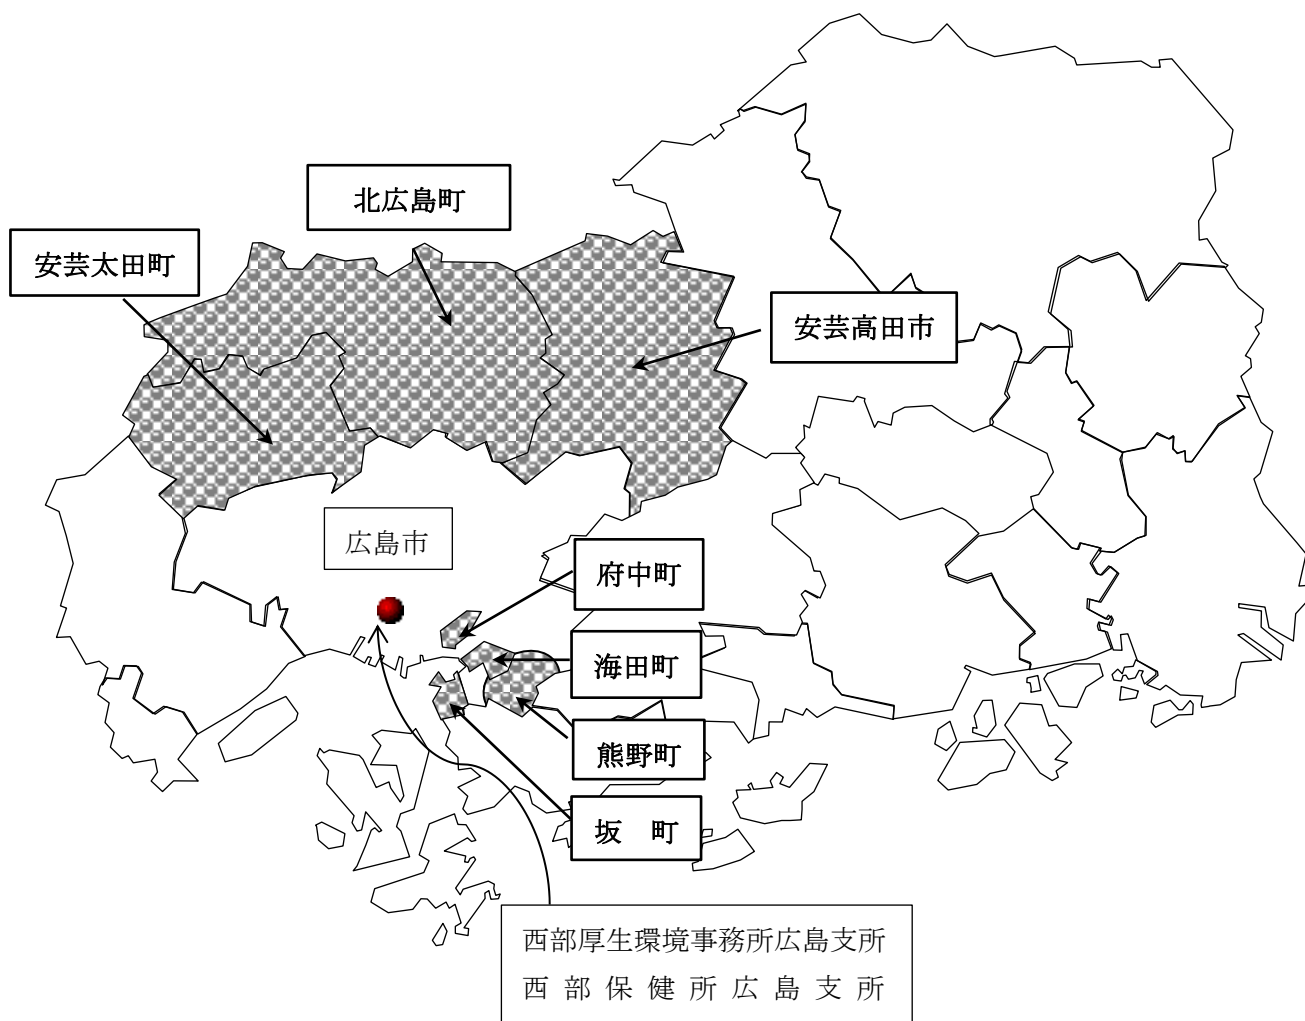 北広島町
安芸太田町
安芸高田市
広島市
府中町
海田町
熊野町
坂　町
西部厚生環境事務所広島支所
西 部 保 健 所 広 島 支 所